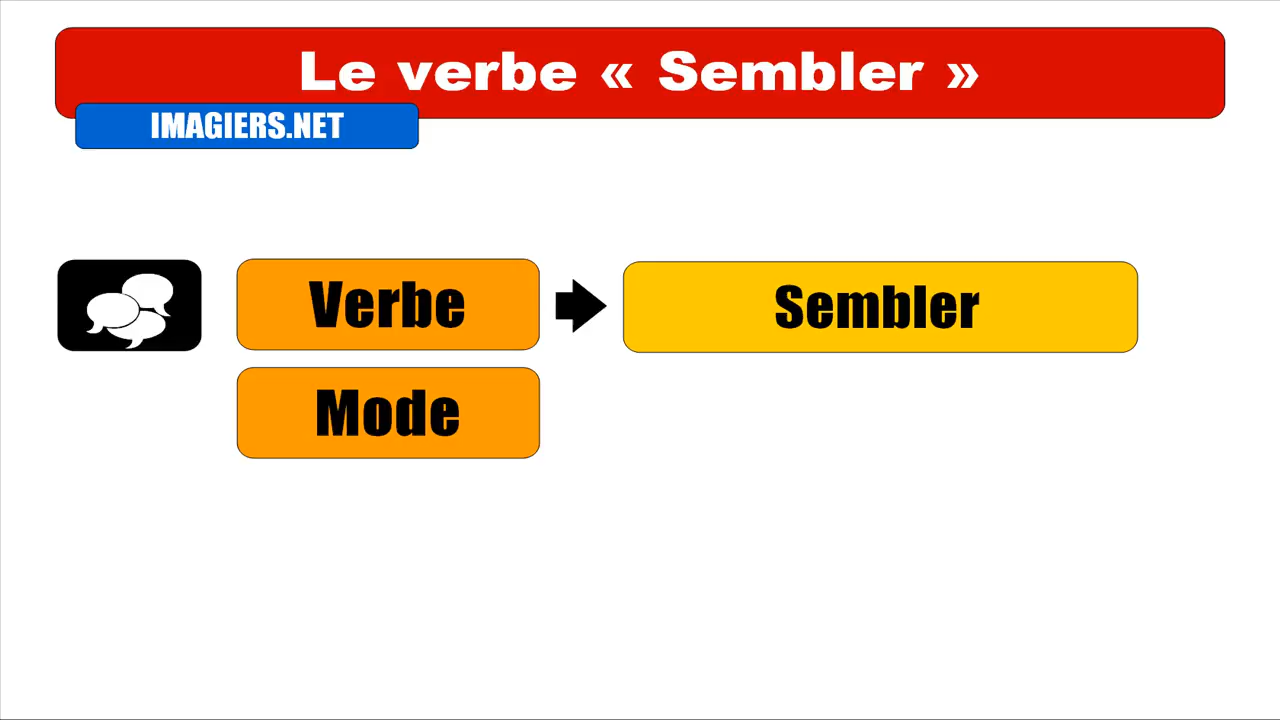 Le verbe « Sembler »
IMAGIERS.NET
Verbe
Sembler
Mode